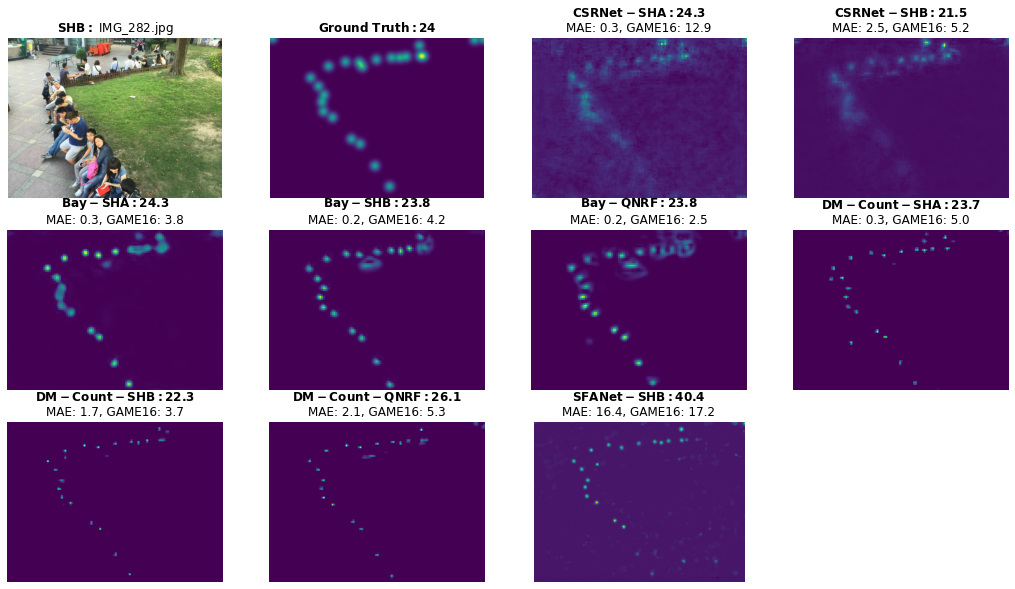 SHB: IMG_282.jpg
Ground Truth: 24
CSRNet − SHA: 24.3
MAE: 0.3, GAME16: 12.9
CSRNet − SHB: 21.5
MAE: 2.5, GAME16: 5.2
Bay − SHA: 24.3
MAE: 0.3, GAME16: 3.8
Bay − SHB: 23.8
MAE: 0.2, GAME16: 4.2
Bay − QNRF: 23.8
MAE: 0.2, GAME16: 2.5
DM − Count − SHA: 23.7
MAE: 0.3, GAME16: 5.0
DM − Count − SHB: 22.3
MAE: 1.7, GAME16: 3.7
DM − Count − QNRF: 26.1
MAE: 2.1, GAME16: 5.3
SFANet − SHB: 40.4
MAE: 16.4, GAME16: 17.2